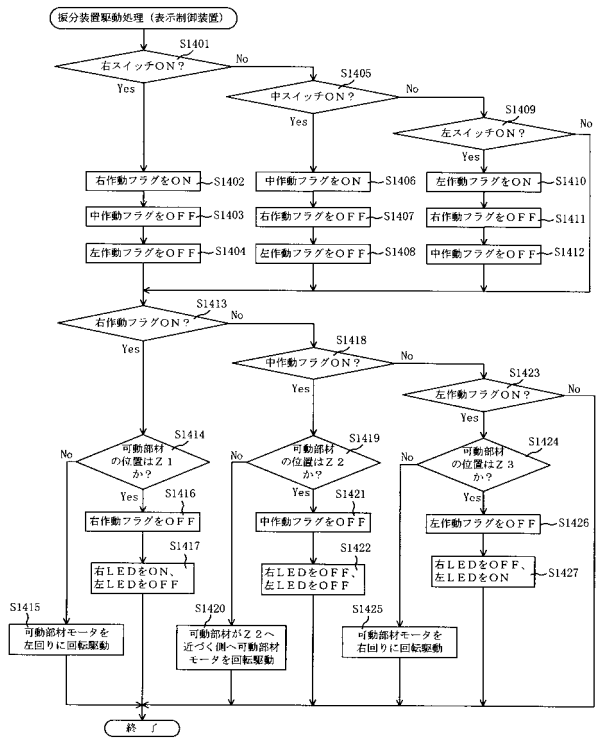 振分装置駆動処理（表示制御装置）
S1401
右スイッチＯＮ？
No
Yes
S1405
中スイッチＯＮ？
No
Yes
S1409
左スイッチＯＮ？
No
Yes
右作動フラグをＯＮ
S1402
中作動フラグをＯＦＦ
S1403
左作動フラグをＯＦＦ
S1404
中作動フラグをＯＮ
S1406
右作動フラグをＯＦＦ
S1407
左作動フラグをＯＦＦ
S1408
左作動フラグをＯＮ
S1410
右作動フラグをＯＦＦ
S1411
中作動フラグをＯＦＦ
S1412
S1413
右作動フラグＯＮ？
No
Yes
S1418
中作動フラグＯＮ？
No
Yes
S1423
左作動フラグＯＮ？
No
Yes
S1414
可動部材
の位置はＺ１
か？
No
Yes
S1416
右作動フラグをＯＦＦ
S1417
右ＬＥＤをＯＮ、
左ＬＥＤをＯＦＦ
S1415
可動部材モータを
左回りに回転駆動
S1419
可動部材
の位置はＺ２
か？
No
Yes
S1421
中作動フラグをＯＦＦ
S1422
右ＬＥＤをＯＦＦ、
左ＬＥＤをＯＦＦ
S1420
可動部材がＺ２へ
近づく側へ可動部材
モータを回転駆動
S1424
可動部材
の位置はＺ３
か？
No
Yes
左作動フラグをＯＦＦ
S1426
右ＬＥＤをＯＦＦ、
左ＬＥＤをＯＮ
S1427
S1425
可動部材モータを
右回りに回転駆動
終 了